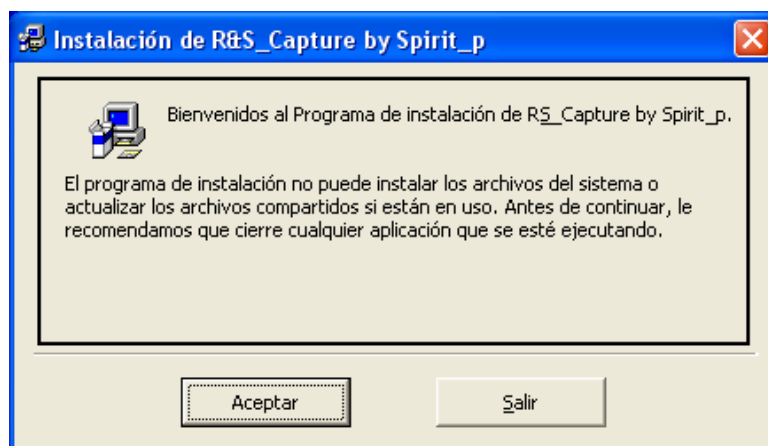 Instalación de R&S_Capture by Spirit_p
Bienvenidos al Programa de instalación de RS_Capture by Spirit_p.
El programa de instalación no puede instalar los archivos del sistema o
actualizar los archivos compartidos si están en uso. Antes de continuar, le
recomendamos que cierre cualquier aplicación que se esté ejecutando.
Aceptar
Salir